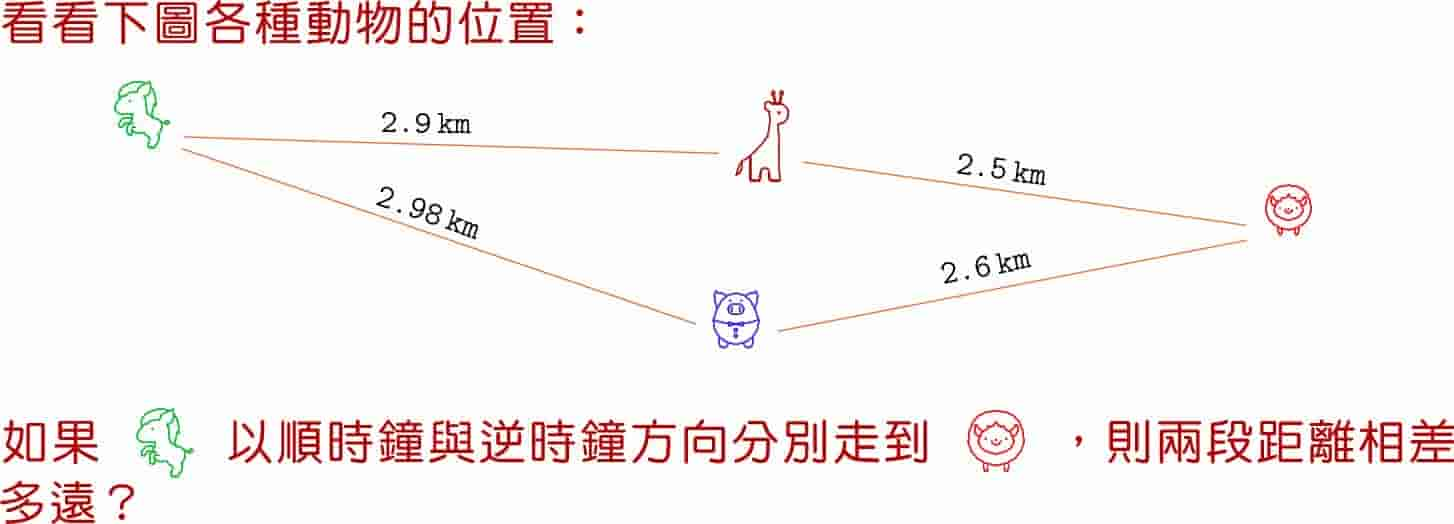 看看下圖各種動物的位置：
2.9 km
2.5 km
2.98 km
2.6 km
如果 以順時鐘與逆時鐘方向分別走到 ，則兩段距離相差
多遠？